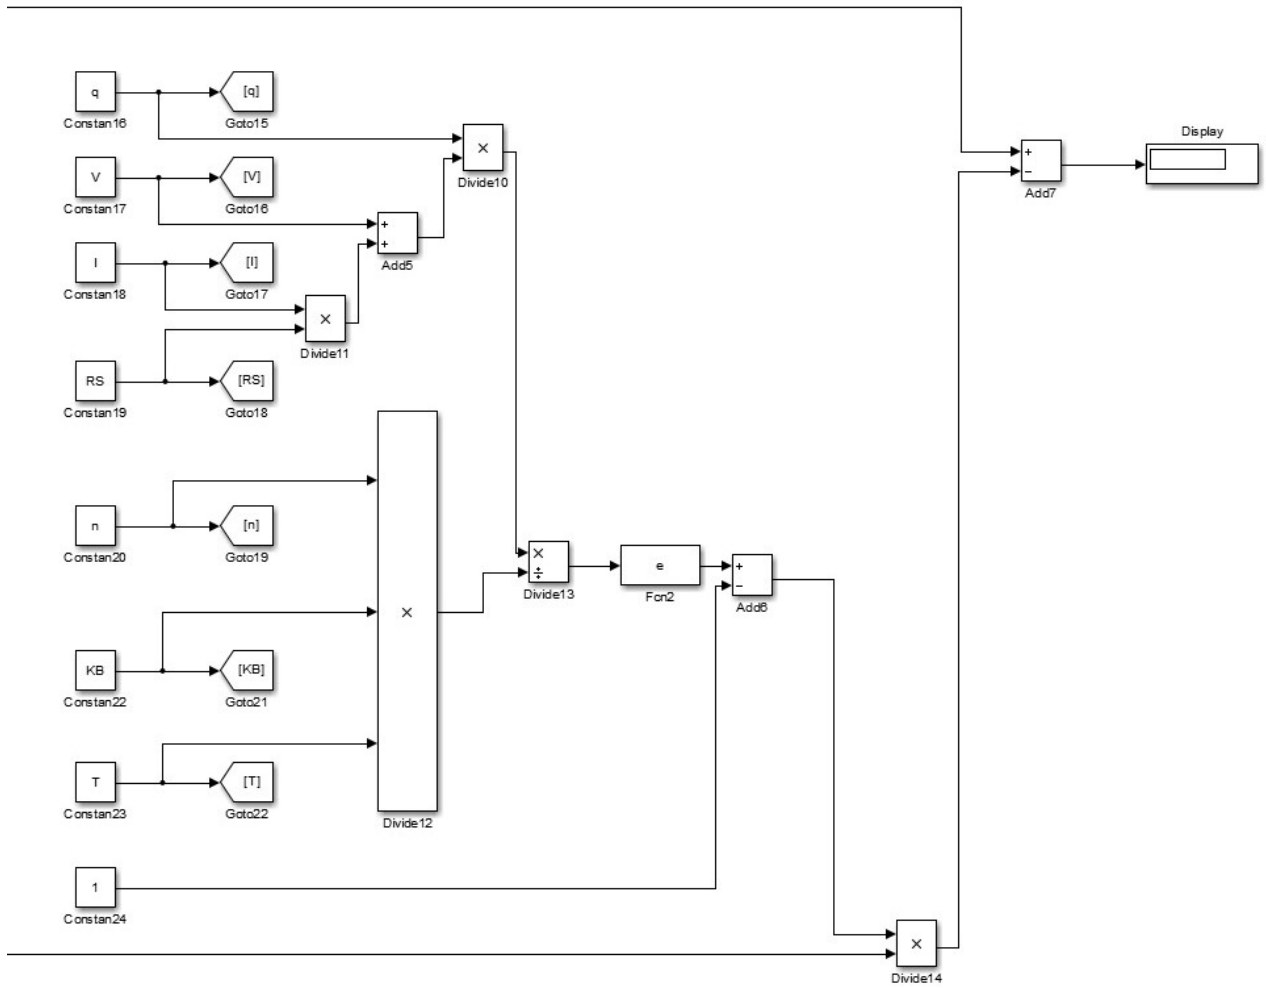 Display
+
−
Add7
q
Constan16
[q]
Goto15
×
Divide10
V
Constan17
[V]
Goto16
+
+
Add5
I
Constan18
[I]
Goto17
×
Divide11
RS
Constan19
[RS]
Goto18
n
Constan20
[n]
Goto19
KB
Constan22
[KB]
Goto21
T
Constan23
[T]
Goto22
×
Divide12
×
÷
Divide13
e
Fcn2
+
−
Add6
1
Constan24
×
Divide14